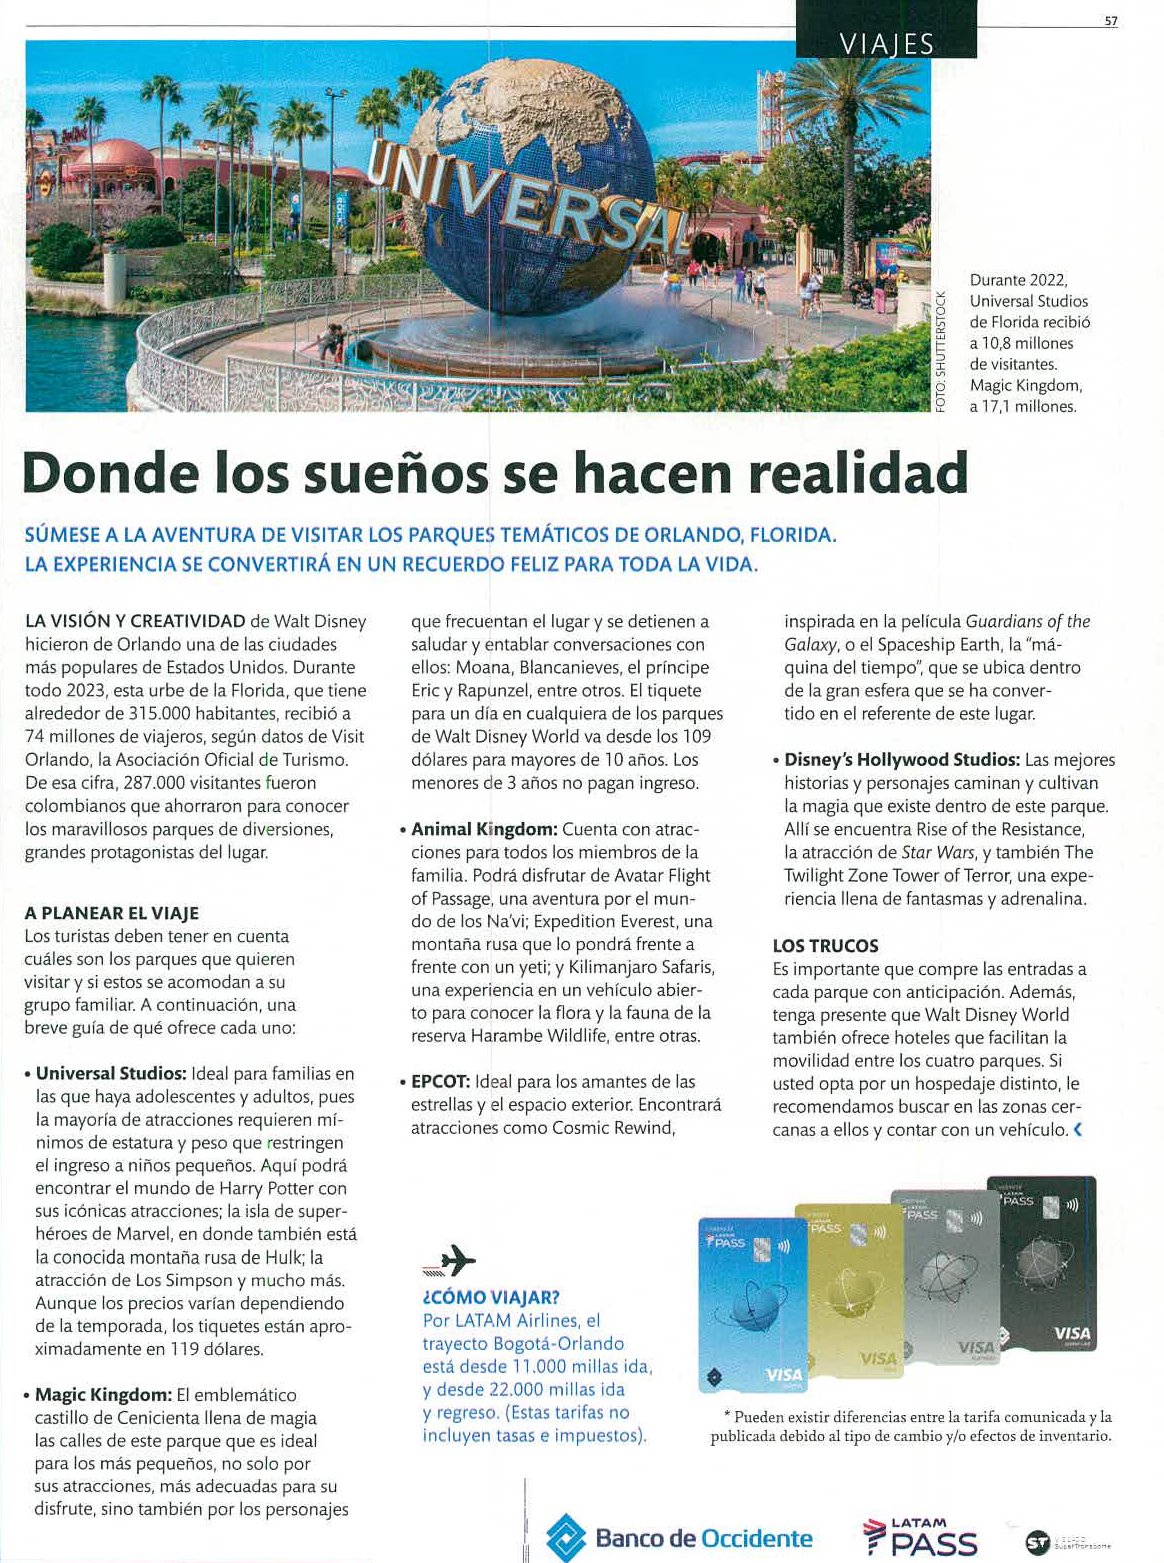 57
VIAJES
UNIVERSAL
ROCK
FOTO: SHUTTERSTOCK
Durante 2022,
Universal Studios
de Florida recibió
a 10,8 millones
de visitantes.
Magic Kingdom,
a 17,1 millones.
Donde los sueños se hacen realidad
SÚMESE A LA AVENTURA DE VISITAR LOS PARQUES TEMÁTICOS DE ORLANDO, FLORIDA.
LA EXPERIENCIA SE CONVERTIRÁ EN UN RECUERDO FELIZ PARA TODA LA VIDA.
LA VISIÓN Y CREATIVIDAD de Walt Disney
hicieron de Orlando una de las ciudades
más populares de Estados Unidos. Durante
todo 2023, esta urbe de la Florida, que tiene
alrededor de 315.000 habitantes, recibió a
74 millones de viajeros, según datos de Visit
Orlando, la Asociación Oficial de Turismo.
De esa cifra, 287.000 visitantes fueron
colombianos que ahorraron para conocer
los maravillosos parques de diversiones,
grandes protagonistas del lugar.
A PLANEAR EL VIAJE
Los turistas deben tener en cuenta
cuáles son los parques que quieren
visitar y si estos se acomodan a su
grupo familiar. A continuación, una
breve guía de qué ofrece cada uno:
• Universal Studios: Ideal para familias en
las que haya adolescentes y adultos, pues
la mayoría de atracciones requieren mí-
nimos de estatura y peso que restringen
el ingreso a niños pequeños. Aquí podrá
encontrar el mundo de Harry Potter con
sus icónicas atracciones; la isla de super-
héroes de Marvel, en donde también está
la conocida montaña rusa de Hulk; la
atracción de Los Simpson y mucho más.
Aunque los precios varían dependiendo
de la temporada, los tiquetes están apro-
ximadamente en 119 dólares.
• Magic Kingdom: El emblemático
castillo de Cenicienta llena de magia
las calles de este parque que es ideal
para los más pequeños, no solo por
sus atracciones, más adecuadas para su
disfrute, sino también por los personajes
que frecuentan el lugar y se detienen a
saludar y entablar conversaciones con
ellos: Moana, Blancanieves, el príncipe
Eric y Rapunzel, entre otros. El tiquete
para un día en cualquiera de los parques
de Walt Disney World va desde los 109
dólares para mayores de 10 años. Los
menores de 3 años no pagan ingreso.
• Animal Kingdom: Cuenta con atrac-
ciones para todos los miembros de la
familia. Podrá disfrutar de Avatar Flight
of Passage, una aventura por el mun-
do de los Na'vi; Expedition Everest, una
montaña rusa que lo pondrá frente a
frente con un yeti; y Kilimanjaro Safaris,
una experiencia en un vehículo abier-
to para conocer la flora y la fauna de la
reserva Harambe Wildlife, entre otras.
• EPCOT: Ideal para los amantes de las
estrellas y el espacio exterior. Encontrará
atracciones como Cosmic Rewind,
inspirada en la película Guardians of the
Galaxy, o el Spaceship Earth, la "má-
quina del tiempo", que se ubica dentro
de la gran esfera que se ha conver-
tido en el referente de este lugar.
• Disney's Hollywood Studios: Las mejores
historias y personajes caminan y cultivan
la magia que existe dentro de este parque.
Allí se encuentra Rise of the Resistance,
la atracción de Star Wars, y también The
Twilight Zone Tower of Terror, una expe-
riencia llena de fantasmas y adrenalina.
LOS TRUCOS
Es importante que compre las entradas a
cada parque con anticipación. Además,
tenga presente que Walt Disney World
también ofrece hoteles que facilitan la
movilidad entre los cuatro parques. Si
usted opta por un hospedaje distinto, le
recomendamos buscar en las zonas cer-
canas a ellos y contar con un vehículo.
¿CÓMO VIAJAR?
Por LATAM Airlines, el
trayecto Bogotá-Orlando
está desde 11.000 millas ida,
y desde 22.000 millas ida
y regreso. (Estas tarifas no
incluyen tasas e impuestos).
LATAM
PASS
VISA
LATAM
PASS
VISA
LATAM
PASS
VISA
LATAM
PASS
VISA
* Pueden existir diferencias entre la tarifa comunicada y la
publicada debido al tipo de cambio y/o efectos de inventario.
Banco de Occidente
LATAM
PASS
ST
VIGILADO
SuperTransporte